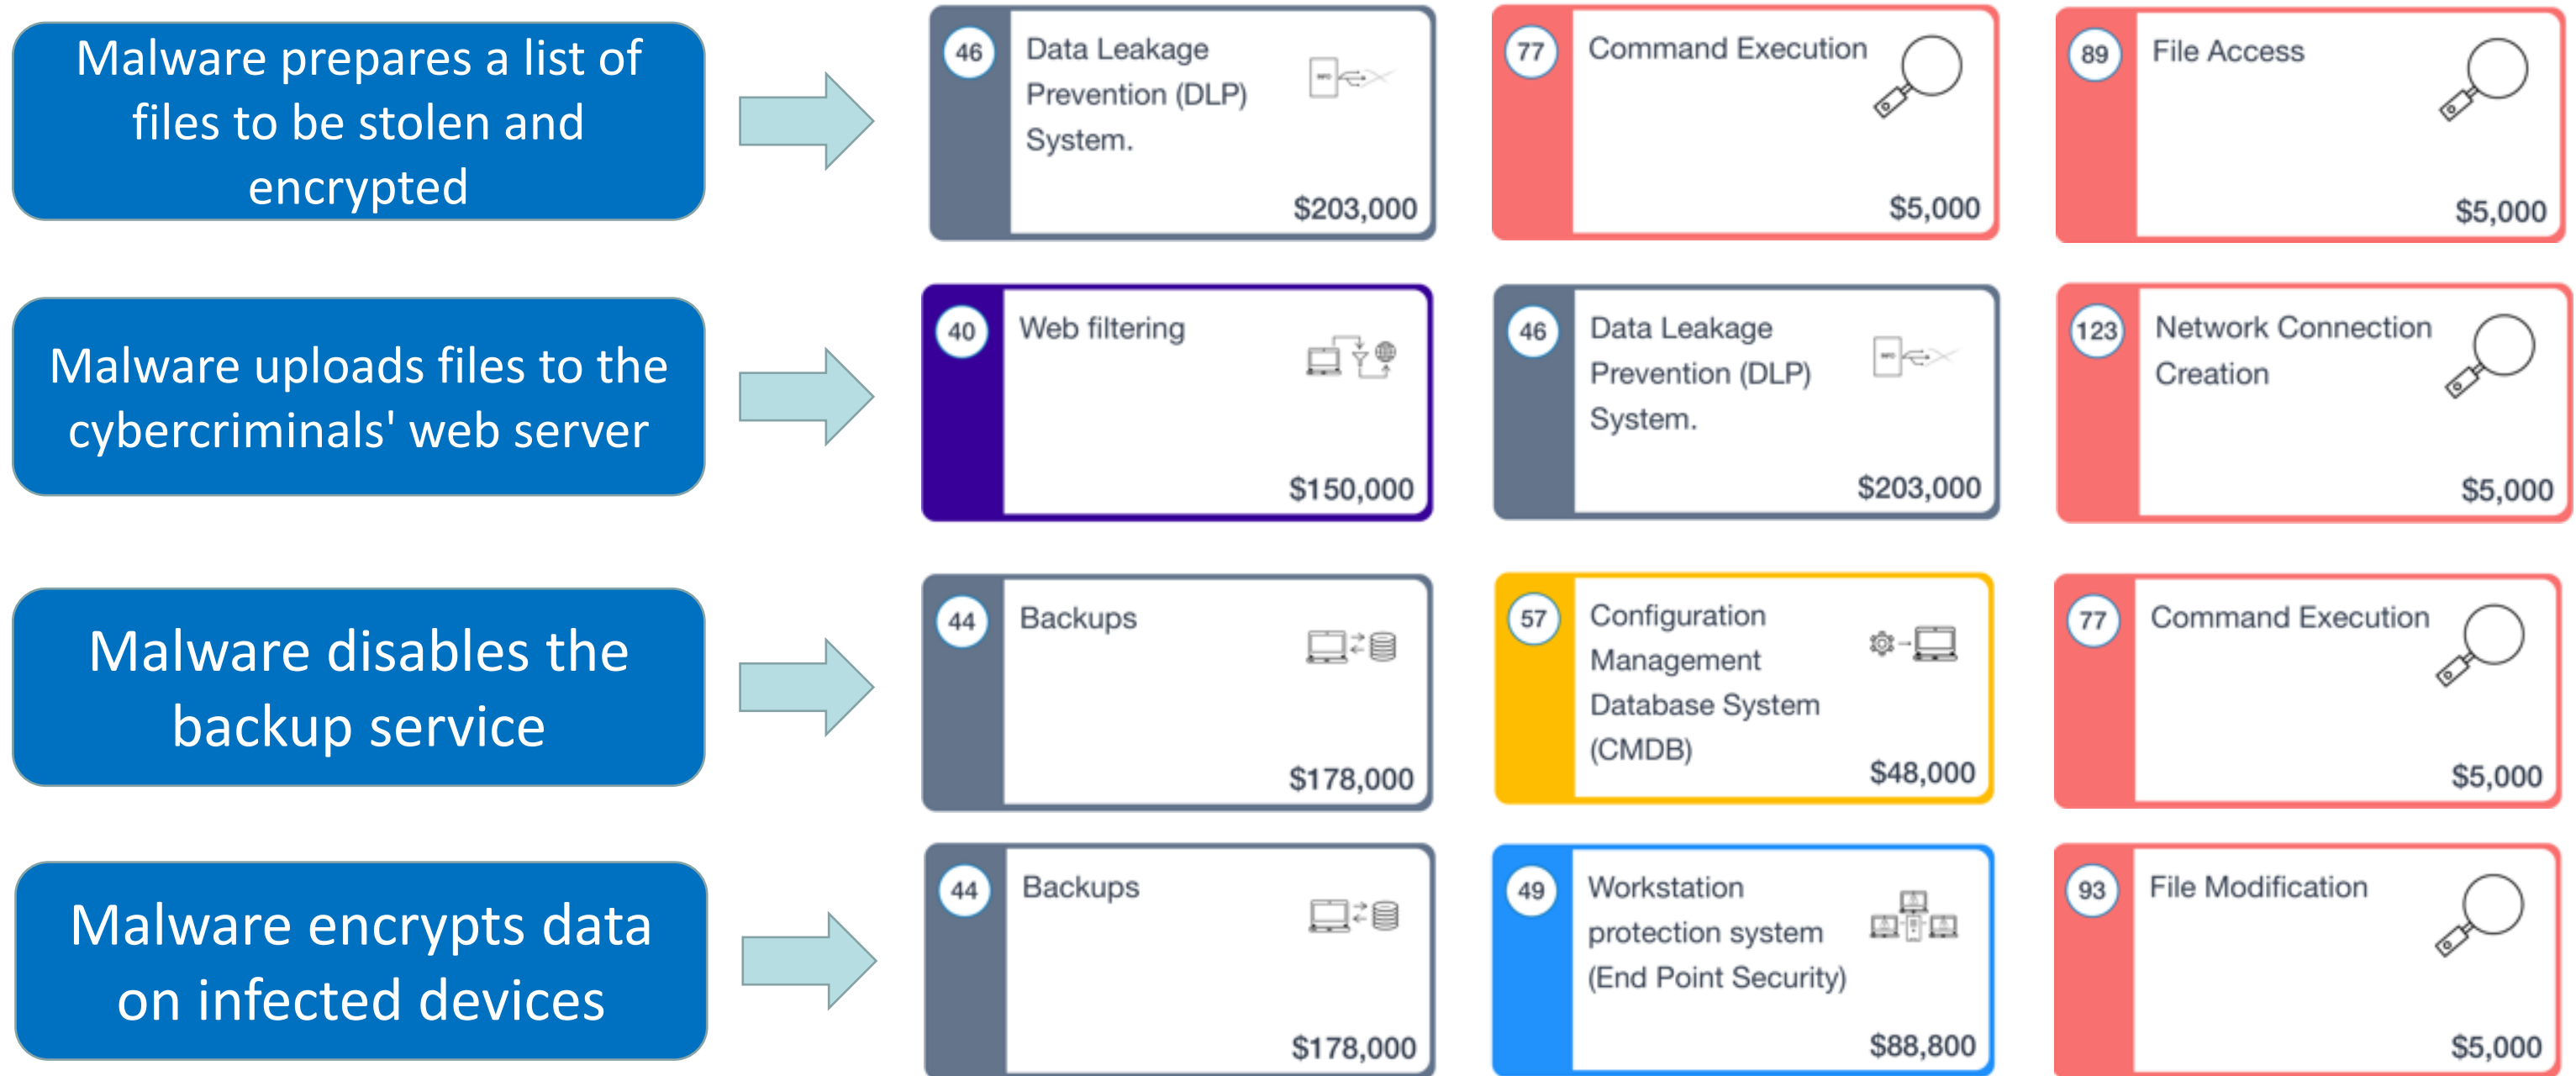 Malware prepares a list of
files to be stolen and
encrypted
46
Data Leakage
Prevention (DLP)
System.
INFO
$203,000
77
Command Execution
$5,000
89
File Access
$5,000
Malware uploads files to the
cybercriminals' web server
40
Web filtering
$150,000
46
Data Leakage
Prevention (DLP)
System.
INFO
$203,000
123
Network Connection
Creation
$5,000
Malware disables the
backup service
44
Backups
$178,000
57
Configuration
Management
Database System
(CMDB)
$48,000
77
Command Execution
$5,000
Malware encrypts data
on infected devices
44
Backups
$178,000
49
Workstation
protection system
(End Point Security)
$88,800
93
File Modification
$5,000